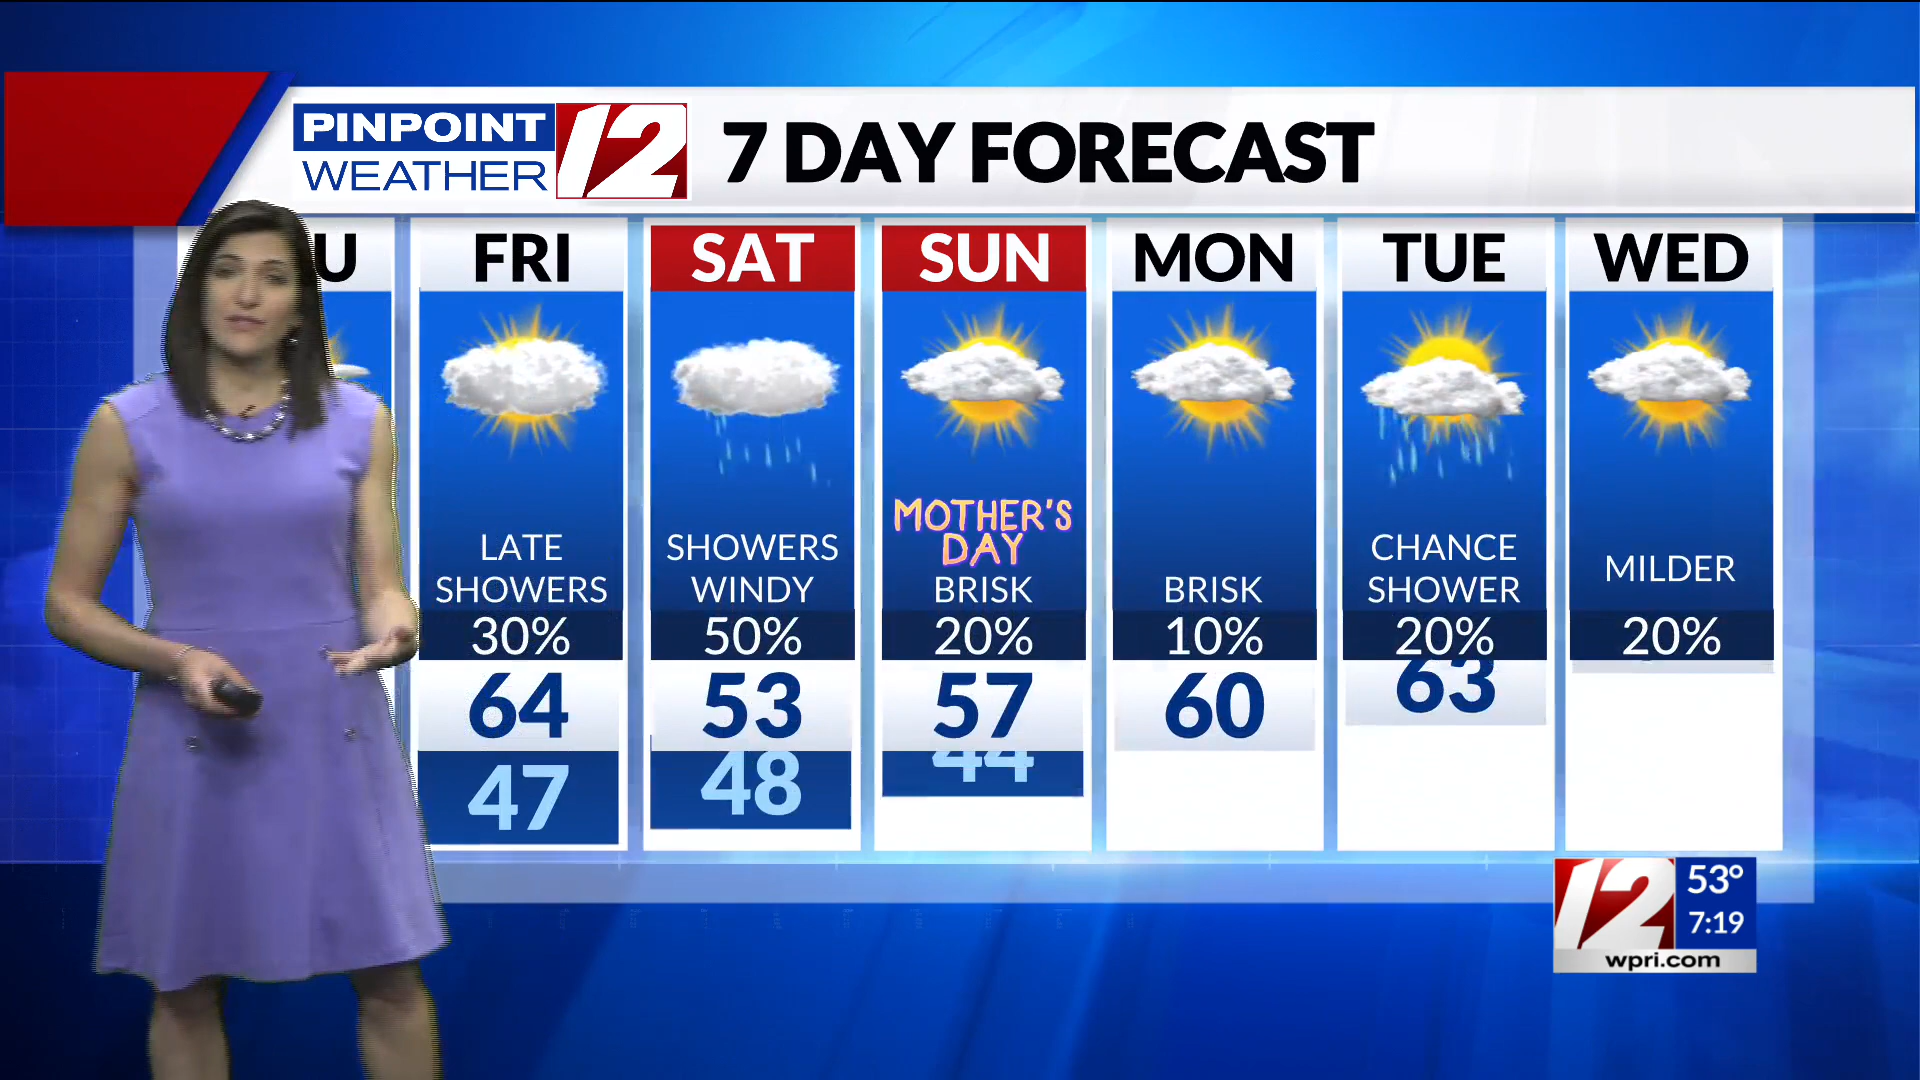 PINPOINT
WEATHER
12
7 DAY FORECAST
U
FRI
SAT
SUN
MON
TUE
WED
LATE
SHOWERS
30%
64
47
SHOWERS
WINDY
50%
53
48
MOTHER'S
DAY
BRISK
20%
57
44
BRISK
10%
60
CHANCE
SHOWER
20%
63
MILDER
20%
12
53°
7:19
wpri.com